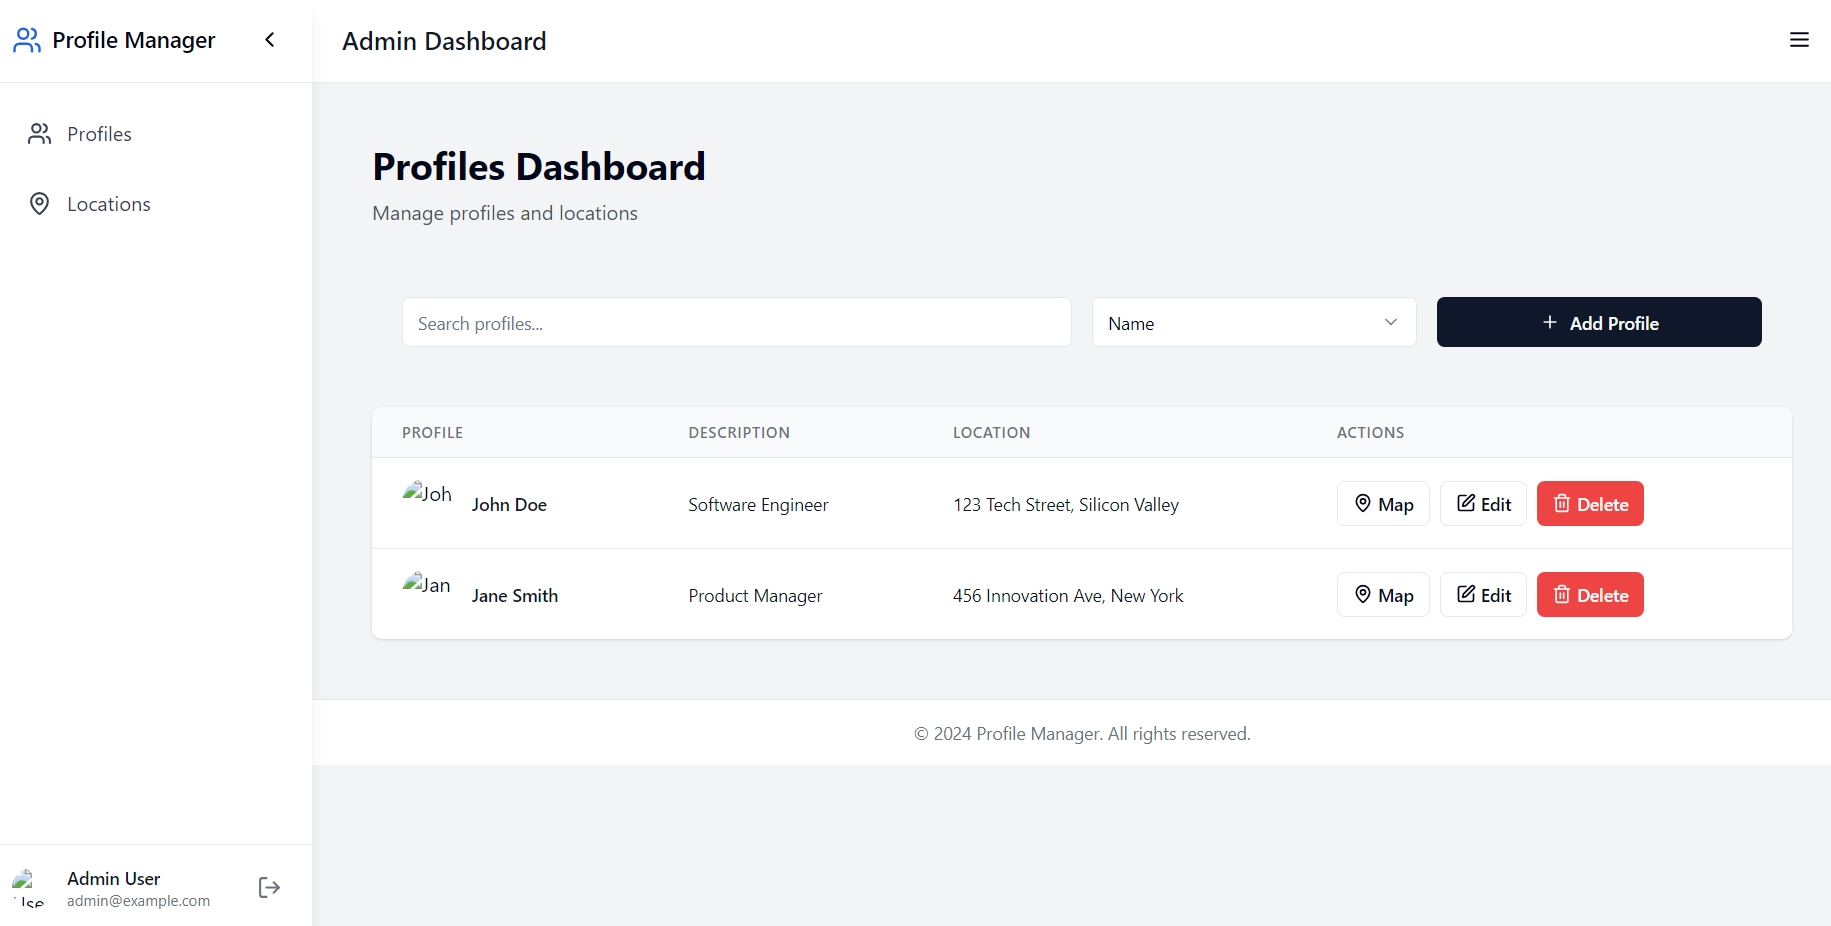 Profile Manager
Admin Dashboard
Profiles
Locations
Profiles Dashboard
Manage profiles and locations
Search profiles...
Name
Add Profile
PROFILE DESCRIPTION LOCATION ACTIONS
Joh John Doe Software Engineer 123 Tech Street, Silicon Valley Map Edit Delete
Jan Jane Smith Product Manager 456 Innovation Ave, New York Map Edit Delete
© 2024 Profile Manager. All rights reserved.
Admin User
admin@example.com